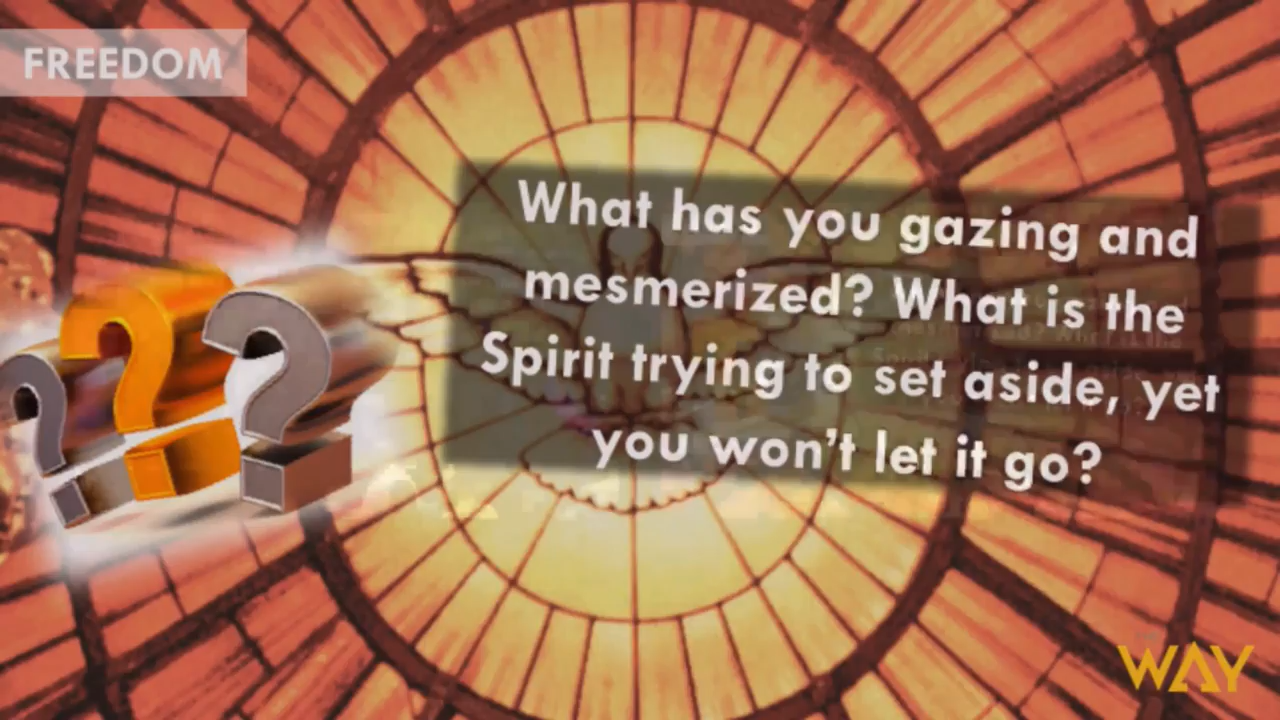 FREEDOM
What has you gazing and
mesmerized? What is the
Spirit trying to set aside, yet
you won't let it go?
WAY